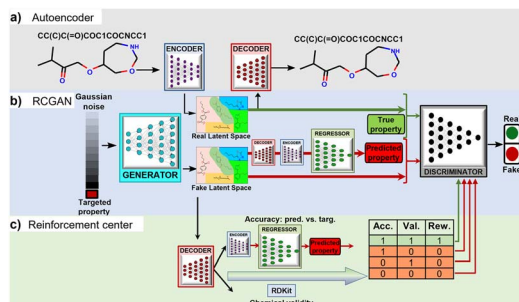 a) Autoencoder
CC(C)C(=O)COC1COCNCC1
CC(C)C(=O)COC1COCNCC1
ENCODER
DECODER
NH
O
O
O
NH
O
O
O
b) RCGAN
Gaussian
noise
GENERATOR
Targeted
property
Real Latent Space
Fake Latent Space
DECODER
ENCODER
REGRESSOR
True
property
Predicted
property
DISCRIMINATOR
Real
Fake
c) Reinforcement center
DECODER
ENCODER
Accuracy: pred. vs. targ.
REGRESSOR
Predicted
property
RDKit
Chemical validity
Acc. Val. Rew.
1 1 1
1 0 0
0 1 0
0 0 0